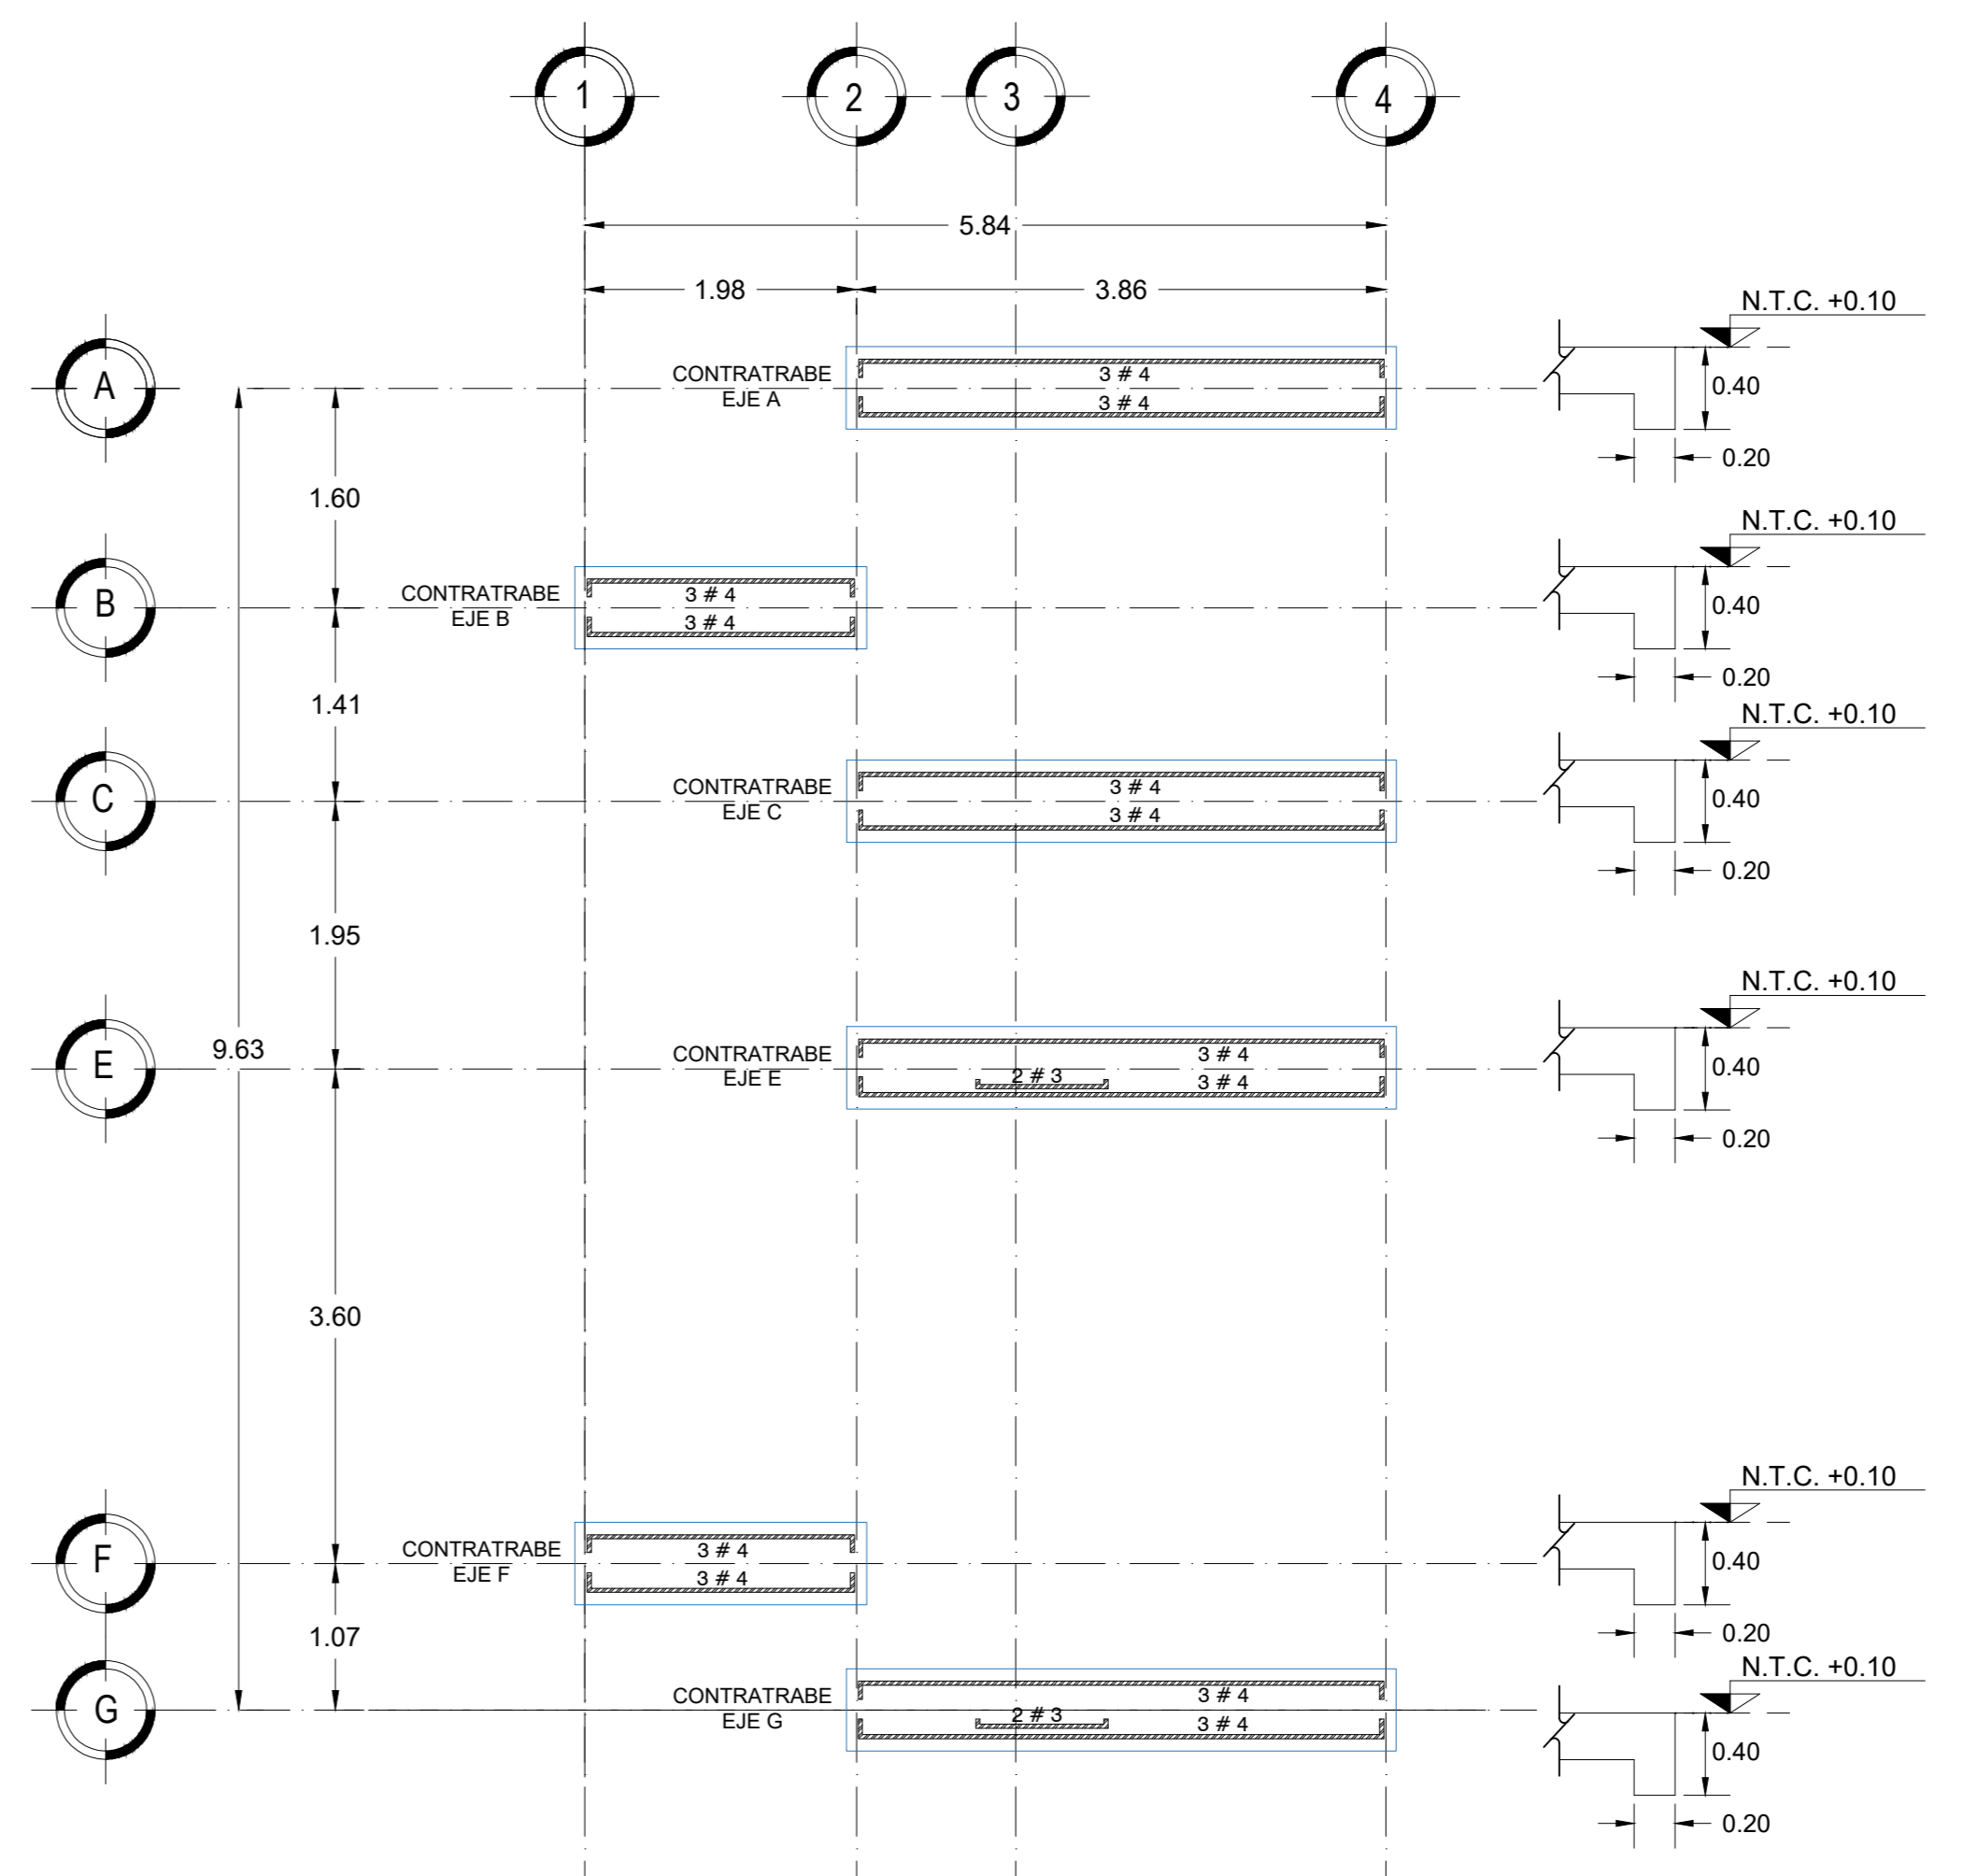 1 2 3 4
5.84
1.98 3.86
N.T.C. +0.10
A
CONTRATRABE
EJE A
3 # 4
3 # 4
0.40
0.20
1.60
N.T.C. +0.10
B
CONTRATRABE
EJE B
3 # 4
3 # 4
0.40
0.20
1.41
N.T.C. +0.10
C
CONTRATRABE
EJE C
3 # 4
3 # 4
0.40
0.20
1.95
N.T.C. +0.10
9.63
E
CONTRATRABE
EJE E
3 # 4
2 # 3
3 # 4
0.40
0.20
3.60
N.T.C. +0.10
F
CONTRATRABE
EJE F
3 # 4
3 # 4
0.40
0.20
1.07
N.T.C. +0.10
G
CONTRATRABE
EJE G
3 # 4
2 # 3
3 # 4
0.40
0.20